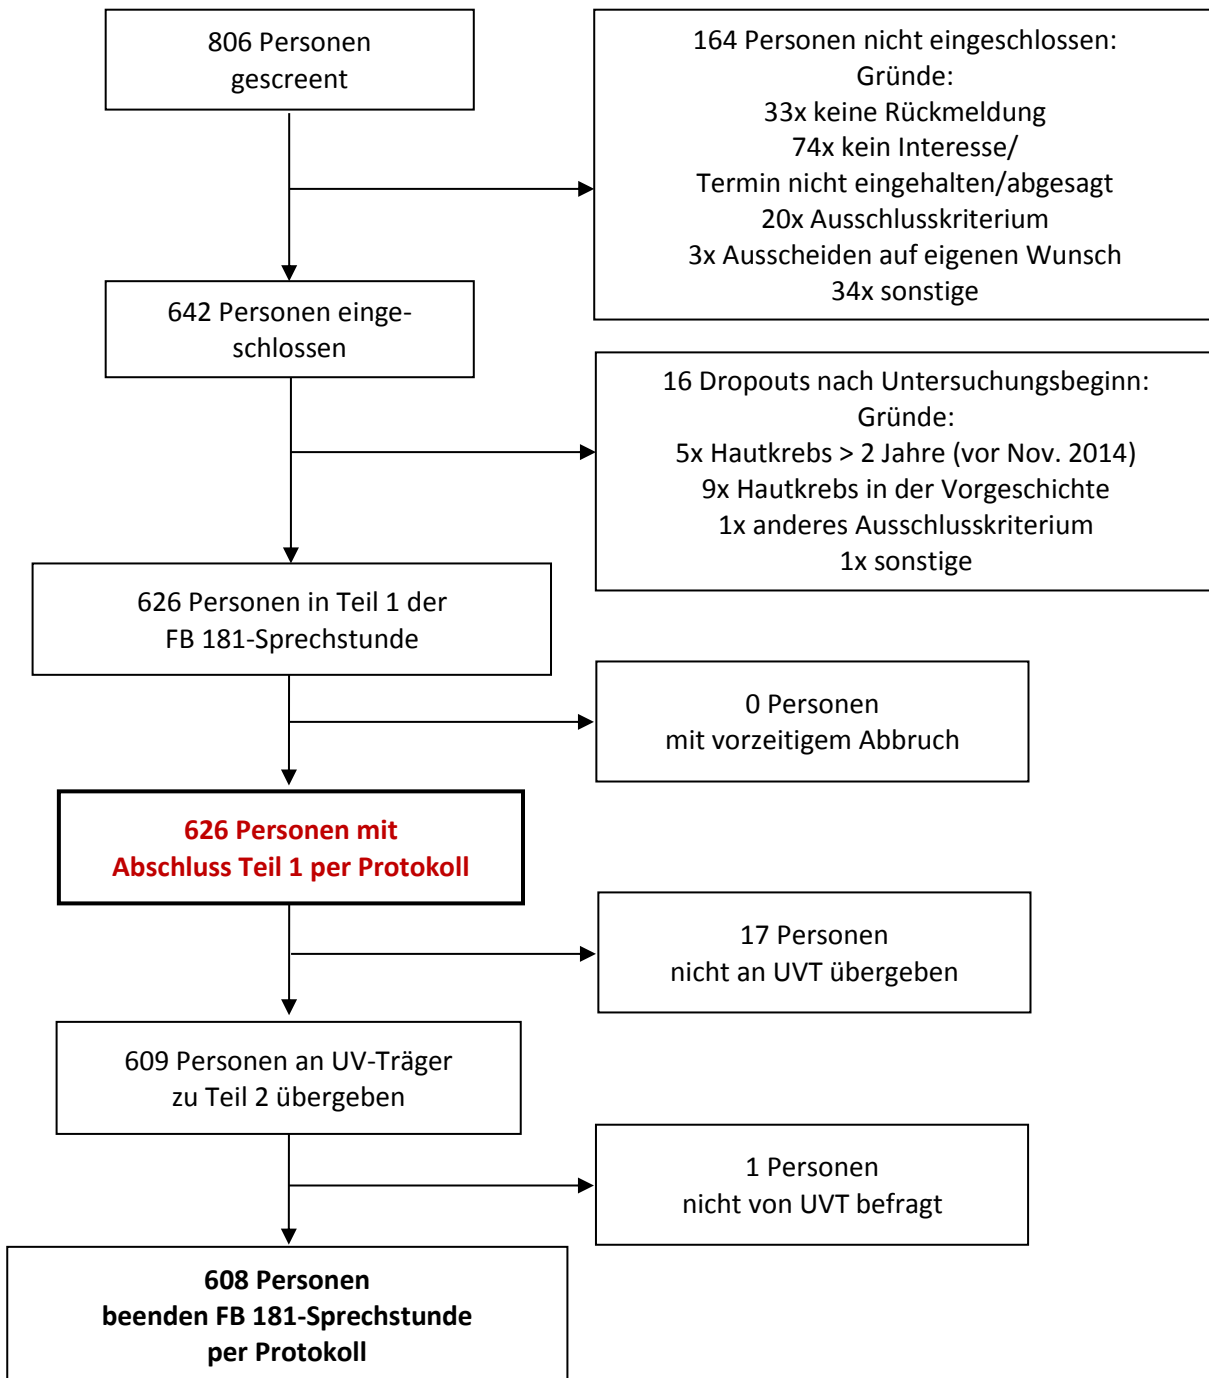 806 Personen
gescreent
164 Personen nicht eingeschlossen:
Gründe:
33x keine Rückmeldung
74x kein Interesse/
Termin nicht eingehalten/abgesagt
20x Ausschlusskriterium
3x Ausscheiden auf eigenen Wunsch
34x sonstige
642 Personen einge-
schlossen
16 Dropouts nach Untersuchungsbeginn:
Gründe:
5x Hautkrebs > 2 Jahre (vor Nov. 2014)
9x Hautkrebs in der Vorgeschichte
1x anderes Ausschlusskriterium
1x sonstige
626 Personen in Teil 1 der
FB 181-Sprechstunde
0 Personen
mit vorzeitigem Abbruch
626 Personen mit
Abschluss Teil 1 per Protokoll
17 Personen
nicht an UVT übergeben
609 Personen an UV-Träger
zu Teil 2 übergeben
1 Personen
nicht von UVT befragt
608 Personen
beenden FB 181-Sprechstunde
per Protokoll